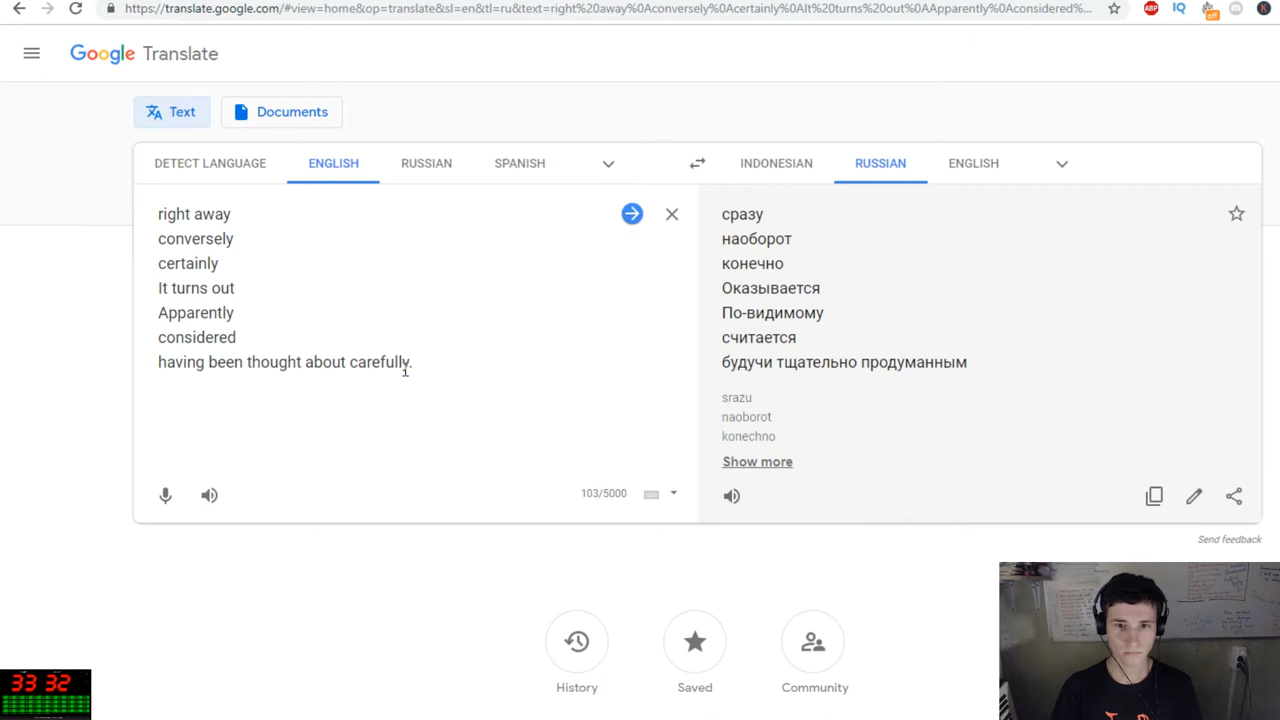 https://translate.google.com/#view=home&op=translate&sl=en&tl=ru&text=right%20away%0Aconversely%0Acertainly%0AIt%20turns%20out%0AApparently%0Aconsidered%...
ABP
IQ
off
K
Google Translate
Text
Documents
DETECT LANGUAGE
ENGLISH
RUSSIAN
SPANISH
INDONESIAN
RUSSIAN
ENGLISH
right away
conversely
certainly
It turns out
Apparently
considered
having been thought about carefully.
103/5000
сразу
наоборот
конечно
Оказывается
По-видимому
считается
будучи тщательно продуманным
srazu
naoborot
konechno
Show more
Send feedback
History
Saved
Community
33 32